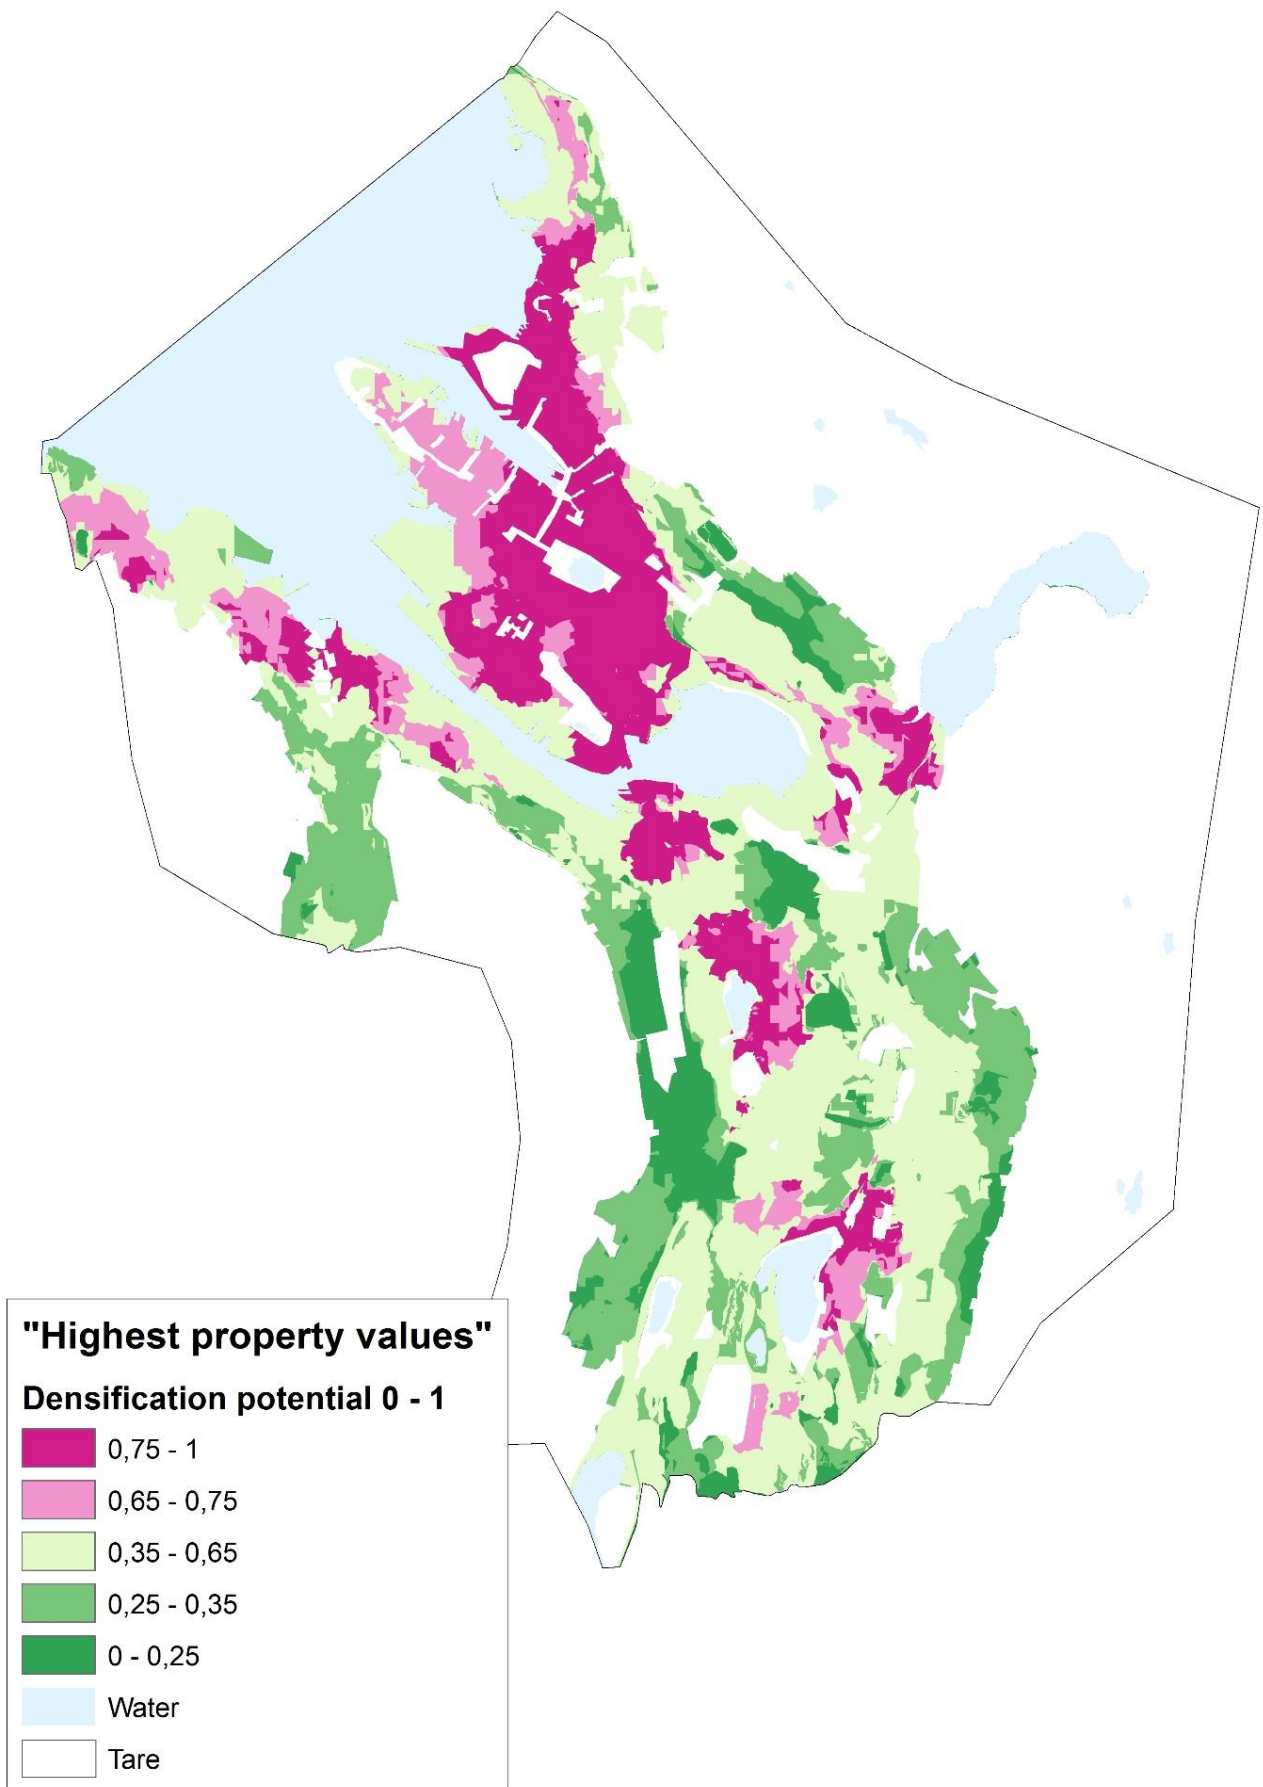 "Highest property values"
Densification potential 0 - 1
0,75 - 1
0,65 - 0,75
0,35 - 0,65
0,25 - 0,35
0 - 0,25
Water
Tare